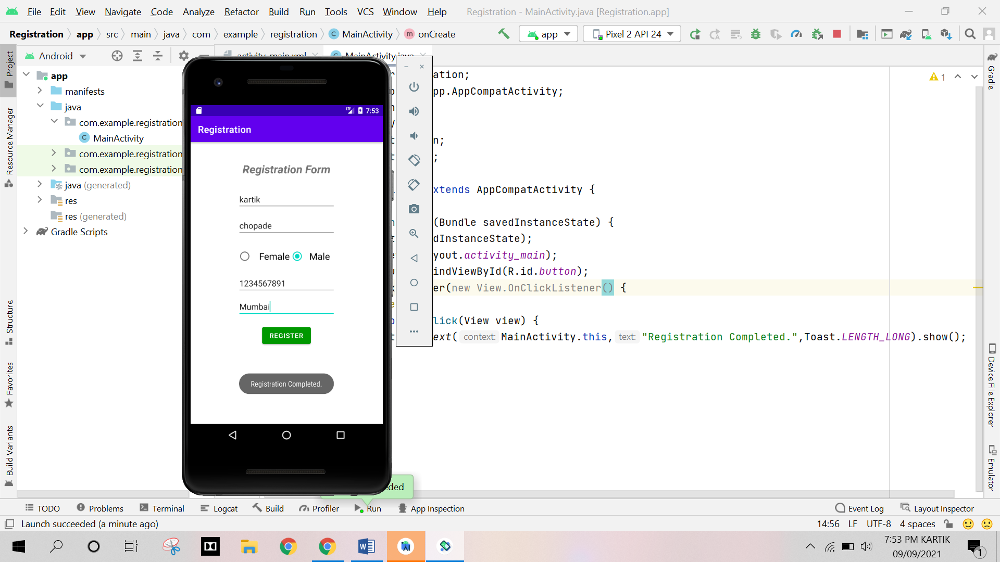 File Edit View Navigate Code Analyze Refactor Build Run Tools VCS Window Help Registration - MainActivity.java [Registration.app]
Registration app src main java com example registration C MainActivity m onCreate app Pixel 2 API 24
Android activity_main.xml MainActivity.java
Project
Resource Manager
Structure
Favorites
Build Variants
app
manifests
java
com.example.registration
C MainActivity
com.example.registration
com.example.registration
java (generated)
res
res (generated)
Gradle Scripts
LTE 7:53
Registration
Registration Form
kartik
chopade
Female Male
1234567891
Mumbai
REGISTER
Registration Completed.
ation;
pp.AppCompatActivity;
n;
;
xtends AppCompatActivity {
(Bundle savedInstanceState) {
dInstanceState);
yout.activity_main);
indViewById(R.id.button);
er(new View.OnClickListener() {
lick(View view) {
ext( context: MainActivity.this, text: "Registration Completed.",Toast.LENGTH_LONG).show();
1
Gradle
Device File Explorer
Emulator
eded
TODO Problems Terminal Logcat Build Profiler Run App Inspection Event Log Layout Inspector
Launch succeeded (a minute ago) 14:56 LF UTF-8 4 spaces
7:53 PM KARTIK
09/09/2021
1